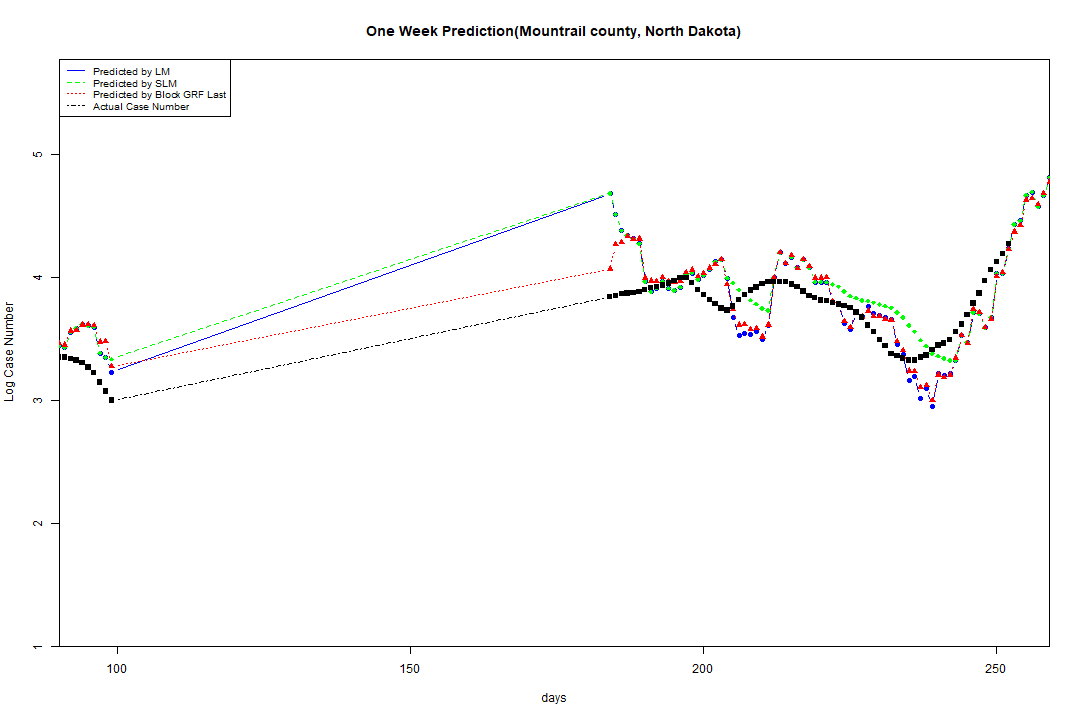 One Week Prediction(Mountrail county, North Dakota)
Predicted by LM
Predicted by SLM
Predicted by Block GRF Last
Actual Case Number
5
4
3
2
1
Log Case Number
100
150
200
250
days